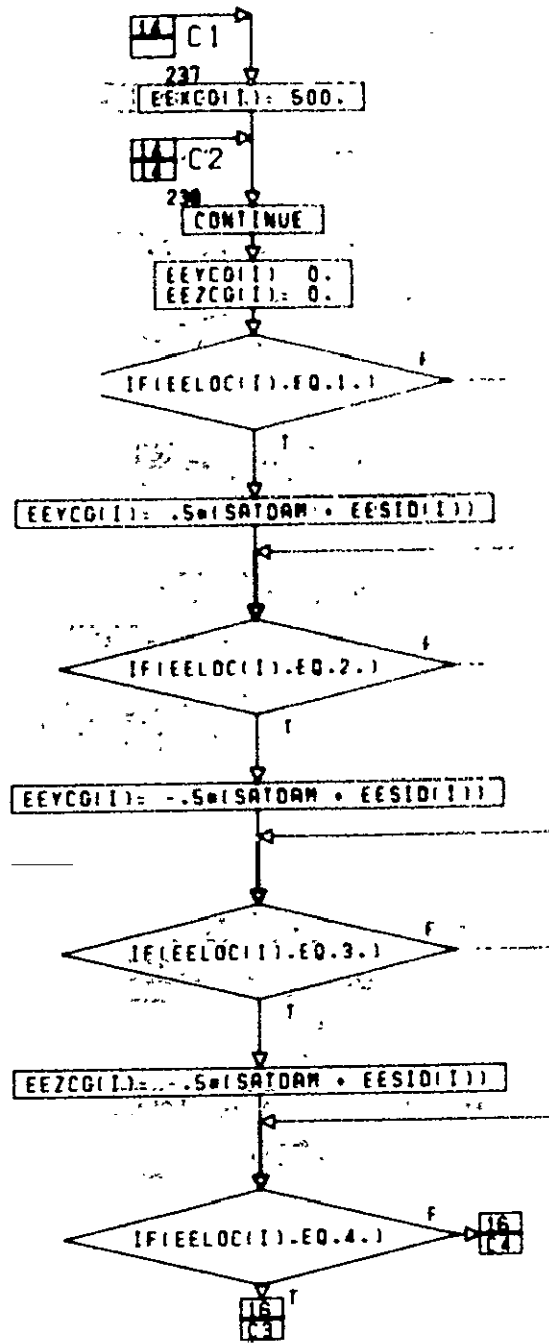 14
C1
237
EEXCG(I)= 500.
14
14
C2
238
CONTINUE
EEYCG(I) 0.
EEZCG(I)= 0.
F
IF(EELOC(I).EQ.1.)
T
EEYCG(I)= .5*(SATDAM + EESID(I))
F
IF(EELOC(I).EQ.2.)
T
EEYCG(I)= -.5*(SATDAM + EESID(I))
F
IF(EELOC(I).EQ.3.)
T
EEZCG(I)= -.5*(SATDAM + EESID(I))
F
IF(EELOC(I).EQ.4.)
16
C4
T
16
C3